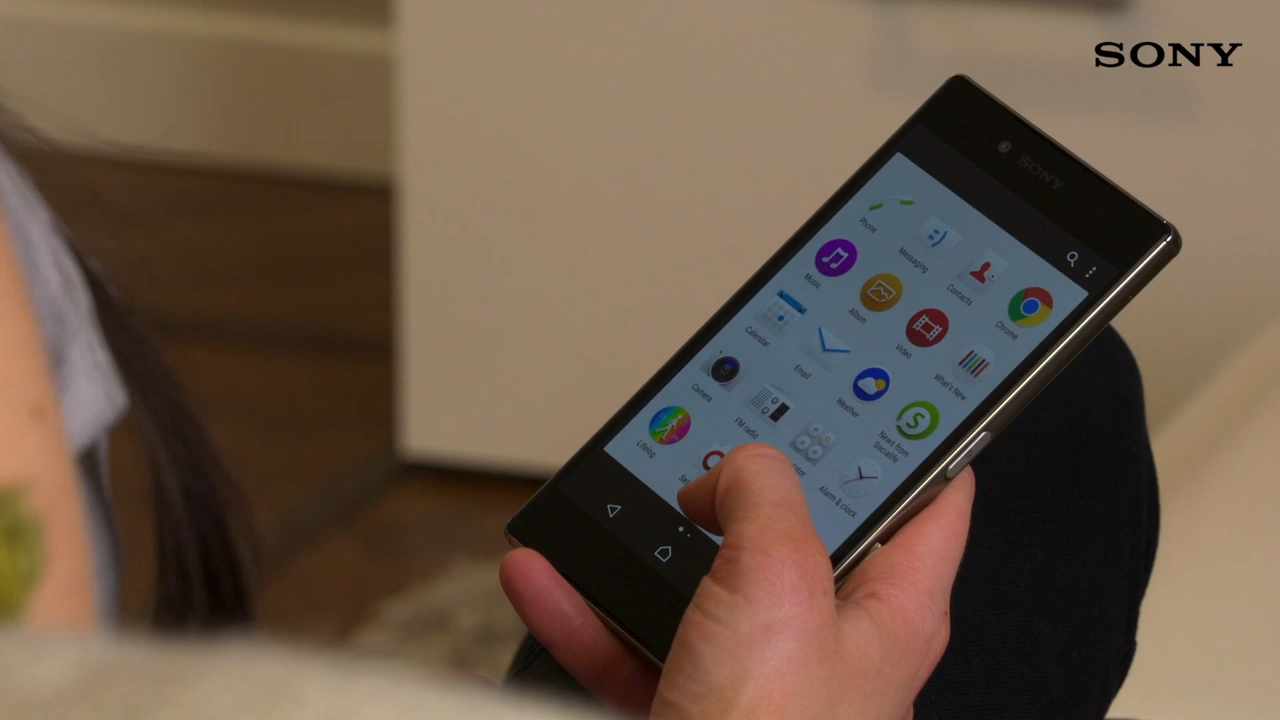 SONY
SONY
Phone
Messaging
Contacts
Chrome
Music
Album
Video
What's New
Calendar
Email
Weather
News from
Socialife
Camera
FM radio
Alarm & clock
Lifelog